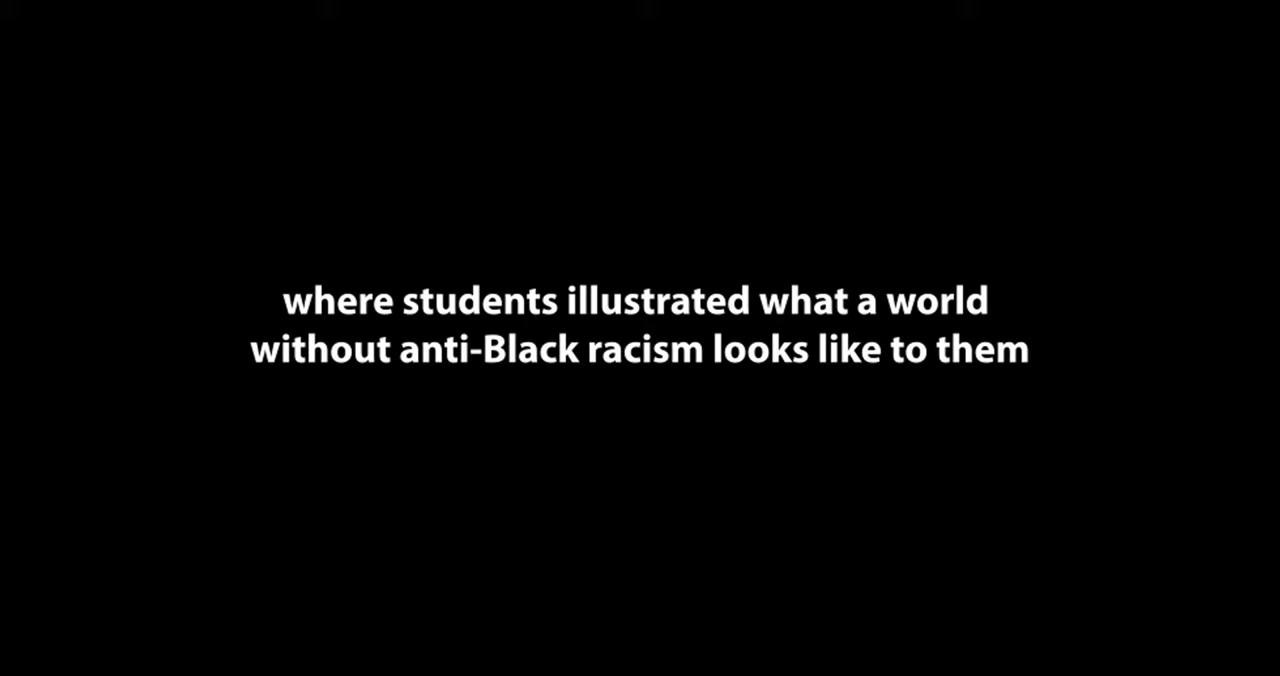 where students illustrated what a world
without anti-Black racism looks like to them